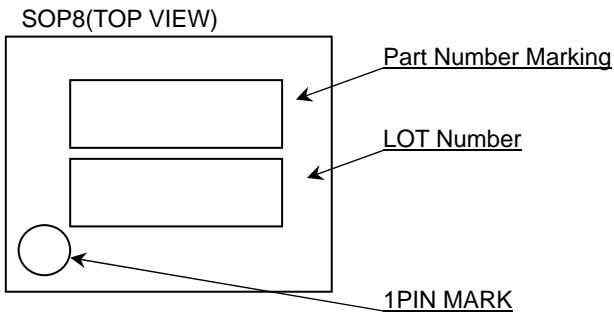 SOP8(TOP VIEW)
Part Number Marking
LOT Number
1PIN MARK